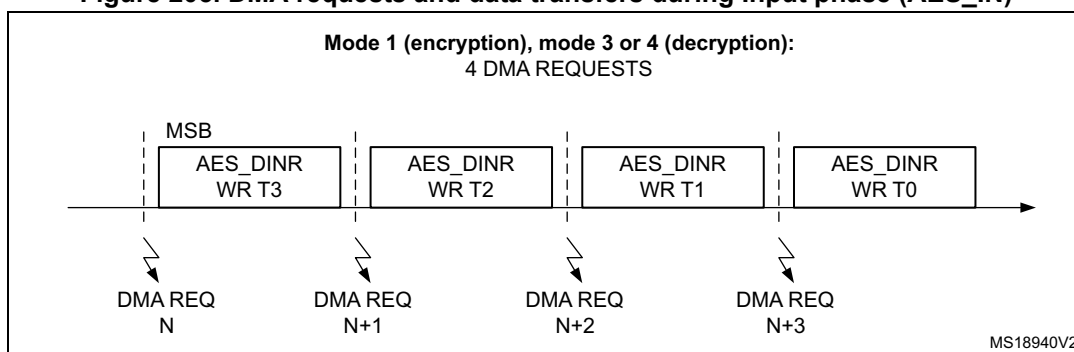 Figure 206. DMA requests and data transfers during Input phase (AES_IN)
Mode 1 (encryption), mode 3 or 4 (decryption):
4 DMA REQUESTS
MSB
AES_DINR
WR T3
AES_DINR
WR T2
AES_DINR
WR T1
AES_DINR
WR T0
DMA REQ
N
DMA REQ
N+1
DMA REQ
N+2
DMA REQ
N+3
MS18940V2